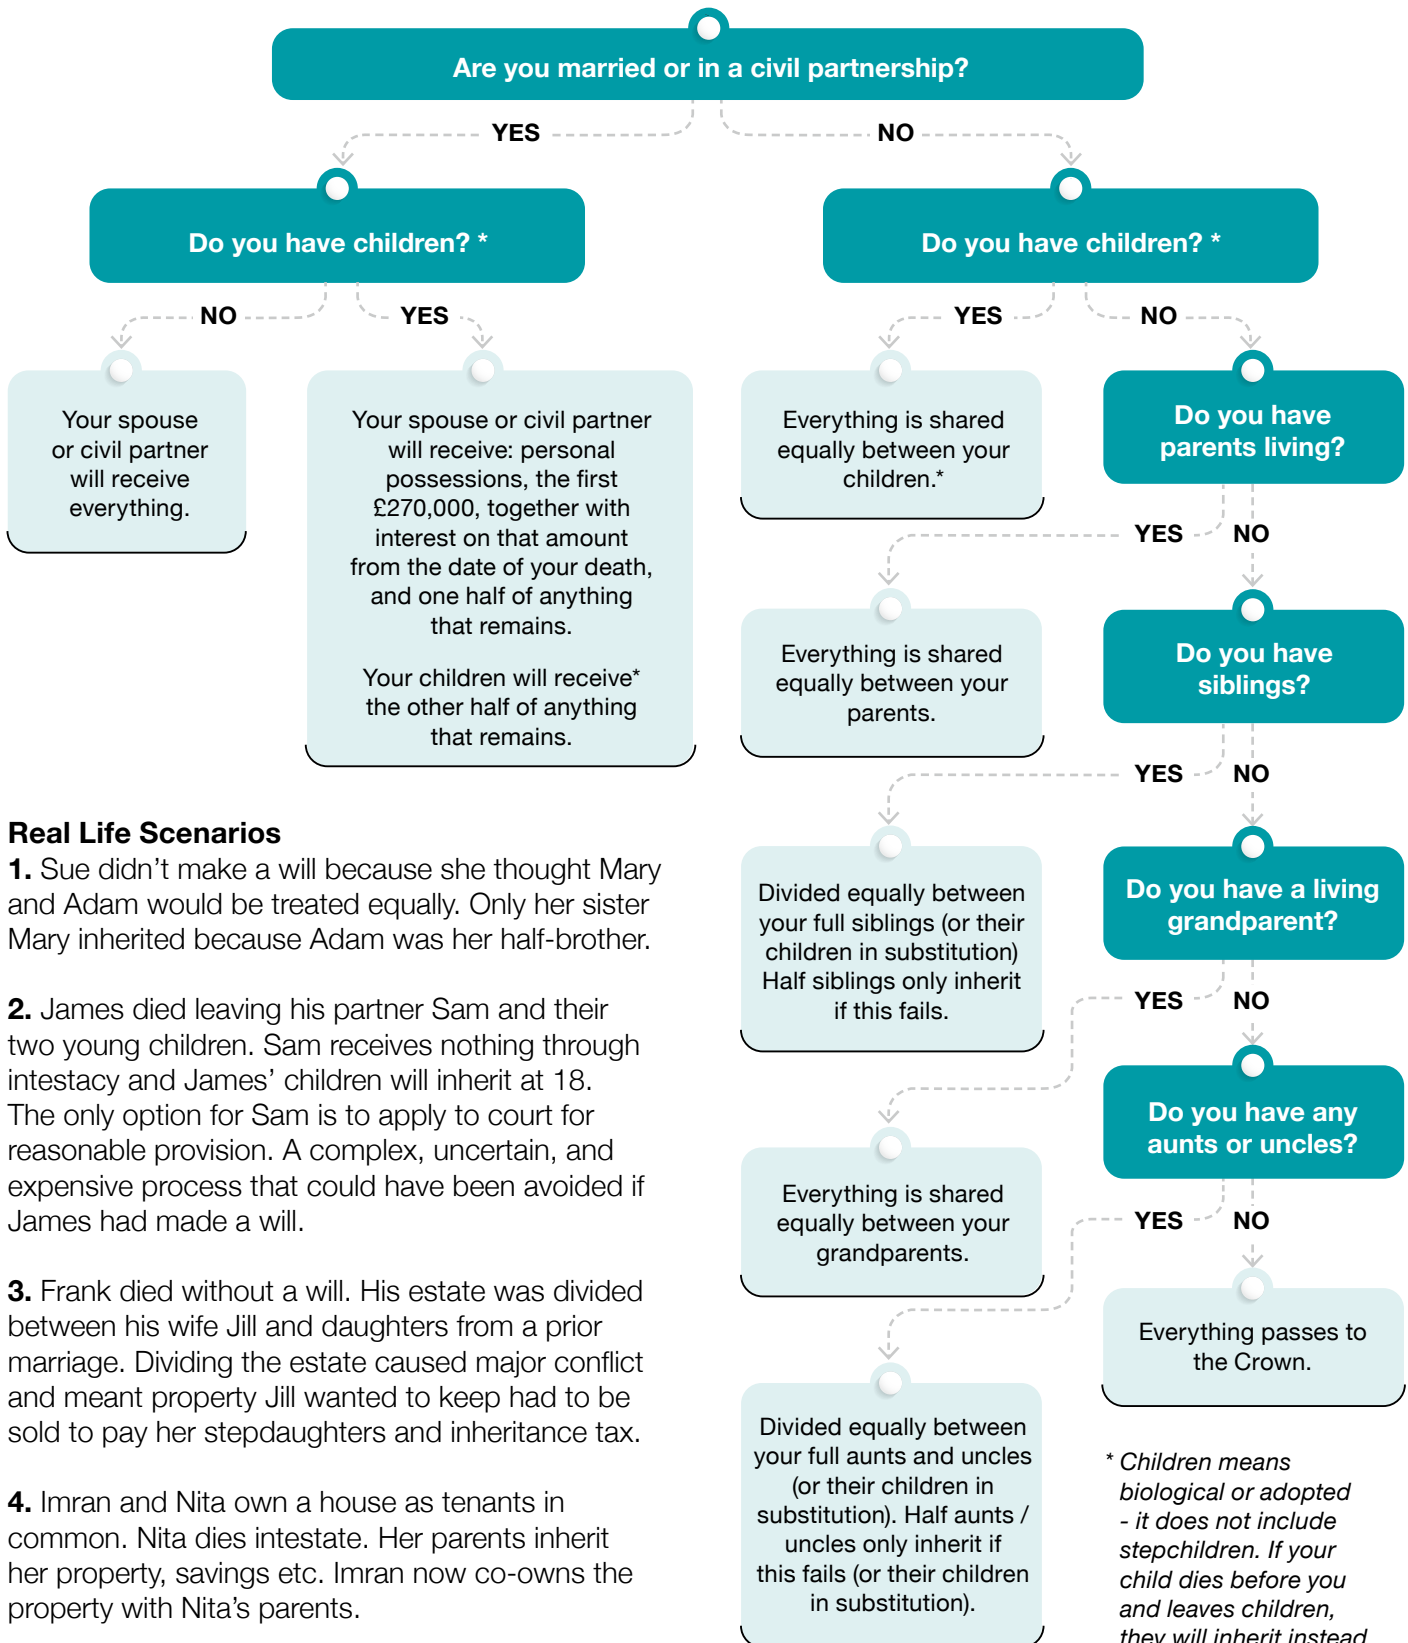 Are you married or in a civil partnership?
YES
NO
Do you have children? *
Do you have children? *
NO
YES
YES
NO
Your spouse
or civil partner
will receive
everything.
Your spouse or civil partner
will receive: personal
possessions, the first
£270,000, together with
interest on that amount
from the date of your death,
and one half of anything
that remains.
Your children will receive*
the other half of anything
that remains.
Everything is shared
equally between your
children.*
Do you have
parents living?
YES
NO
Everything is shared
equally between your
parents.
Do you have
siblings?
YES
NO
Divided equally between
your full siblings (or their
children in substitution)
Half siblings only inherit
if this fails.
Do you have a living
grandparent?
YES
NO
Everything is shared
equally between your
grandparents.
Do you have any
aunts or uncles?
YES
NO
Divided equally between
your full aunts and uncles
(or their children in
substitution). Half aunts /
uncles only inherit if
this fails (or their children
in substitution).
Everything passes to
the Crown.
* Children means
biological or adopted
- it does not include
stepchildren. If your
child dies before you
and leaves children,
they will inherit instead
Real Life Scenarios
1. Sue didn’t make a will because she thought Mary
and Adam would be treated equally. Only her sister
Mary inherited because Adam was her half-brother.
2. James died leaving his partner Sam and their
two young children. Sam receives nothing through
intestacy and James’ children will inherit at 18.
The only option for Sam is to apply to court for
reasonable provision. A complex, uncertain, and
expensive process that could have been avoided if
James had made a will.
3. Frank died without a will. His estate was divided
between his wife Jill and daughters from a prior
marriage. Dividing the estate caused major conflict
and meant property Jill wanted to keep had to be
sold to pay her stepdaughters and inheritance tax.
4. Imran and Nita own a house as tenants in
common. Nita dies intestate. Her parents inherit
her property, savings etc. Imran now co-owns the
property with Nita’s parents.